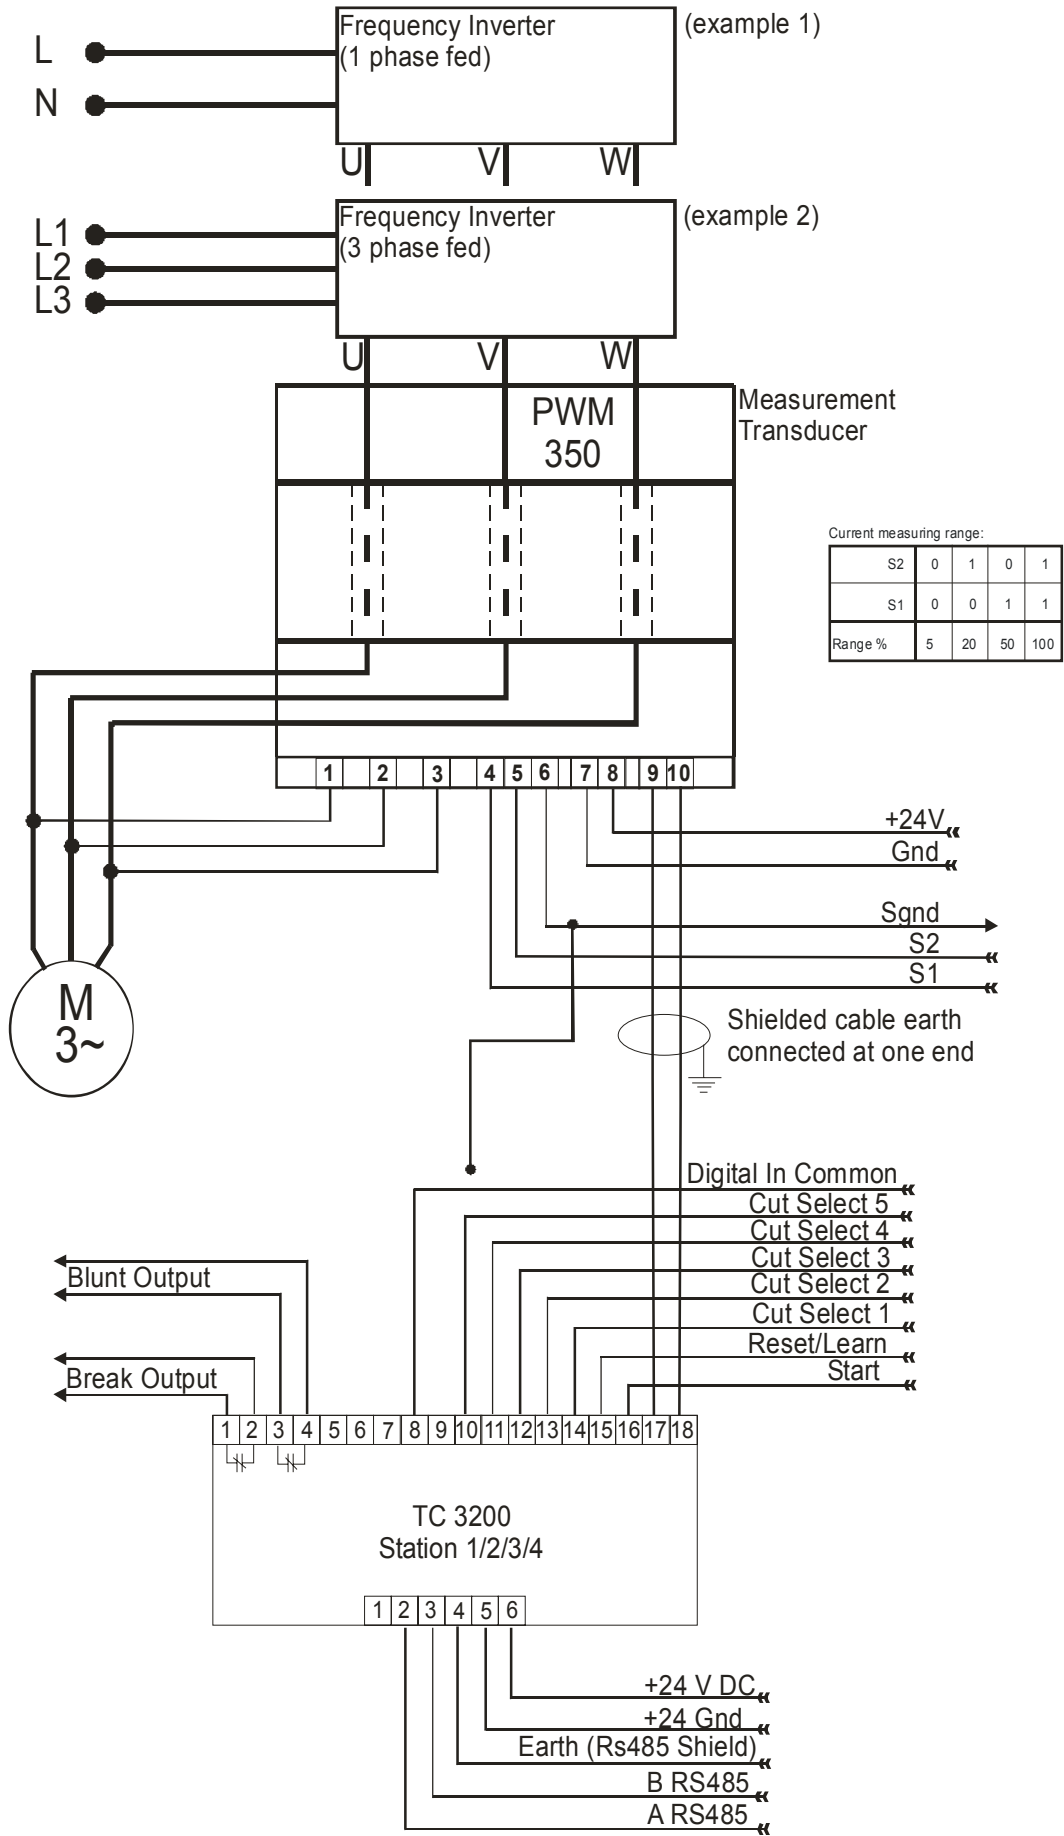 Frequency Inverter
(1 phase fed)
(example 1)
L
N
U V W
Frequency Inverter
(3 phase fed)
(example 2)
L1
L2
L3
U V W
PWM
350
Measurement
Transducer
Current measuring range:
S2 0 1 0 1
S1 0 0 1 1
Range % 5 20 50 100
1 2 3 4 5 6 7 8 9 10
+24V
Gnd
Sgnd
S2
S1
M
3~
Shielded cable earth
connected at one end
Digital In Common
Cut Select 5
Cut Select 4
Cut Select 3
Cut Select 2
Cut Select 1
Reset/Learn
Start
Blunt Output
Break Output
1 2 3 4 5 6 7 8 9 10 11 12 13 14 15 16 17 18
TC 3200
Station 1/2/3/4
1 2 3 4 5 6
+24 V DC
+24 Gnd
Earth (Rs485 Shield)
B RS485
A RS485